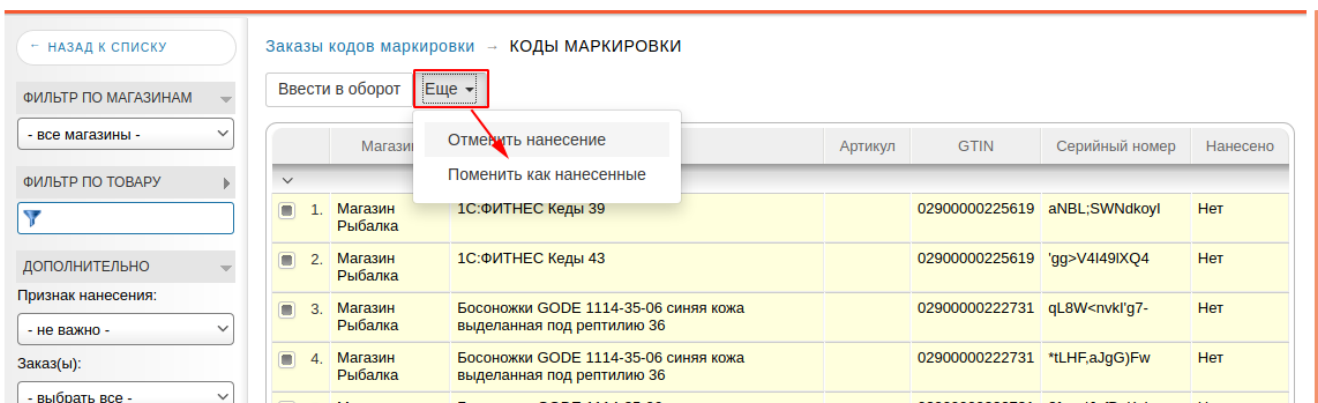 ← НАЗАД К СПИСКУ
Заказы кодов маркировки → КОДЫ МАРКИРОВКИ
ФИЛЬТР ПО МАГАЗИНАМ
- все магазины -
ФИЛЬТР ПО ТОВАРУ
ДОПОЛНИТЕЛЬНО
Признак нанесения:
- не важно -
Заказ(ы):
- выбрать все -
Ввести в оборот Еще
Отменить нанесение
Поменить как нанесенные
Артикул GTIN Серийный номер Нанесено
1. Магазин Рыбалка 1С:ФИТНЕС Кеды 39 02900000225619 aNBL;SWNdkoyI Нет
2. Магазин Рыбалка 1С:ФИТНЕС Кеды 43 02900000225619 'gg>V4I49IXQ4 Нет
3. Магазин Рыбалка Босоножки GODE 1114-35-06 синяя кожа выделанная под рептилию 36 02900000222731 qL8W<nvkI'g7- Нет
4. Магазин Рыбалка Босоножки GODE 1114-35-06 синяя кожа выделанная под рептилию 36 02900000222731 *tLHF,aJgG)Fw Нет